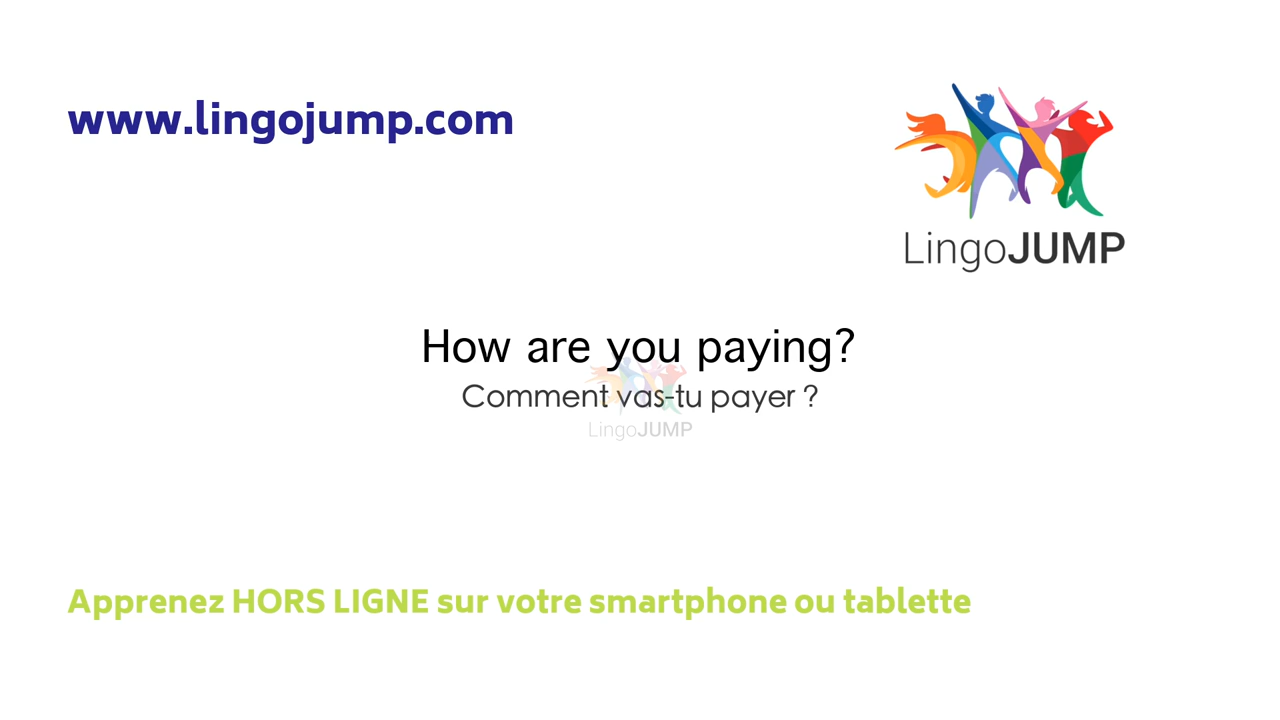 www.lingojump.com
LingoJUMP
How are you paying?
Comment vas-tu payer ?
LingoJUMP
Apprenez HORS LIGNE sur votre smartphone ou tablette